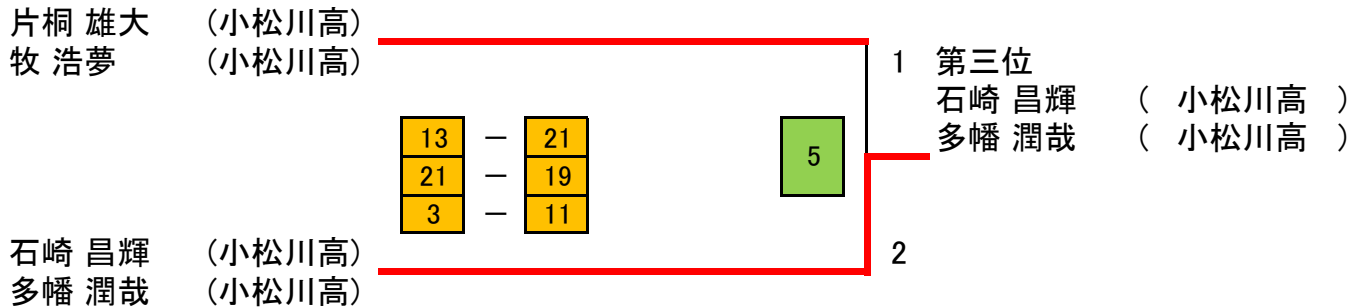 片桐 雄大 (小松川高)
牧 浩夢 (小松川高)
1 第三位
石崎 昌輝 ( 小松川高 )
多幡 潤哉 ( 小松川高 )
13 － 21
21 － 19
3 － 11
5
石崎 昌輝 (小松川高)
2
多幡 潤哉 (小松川高)